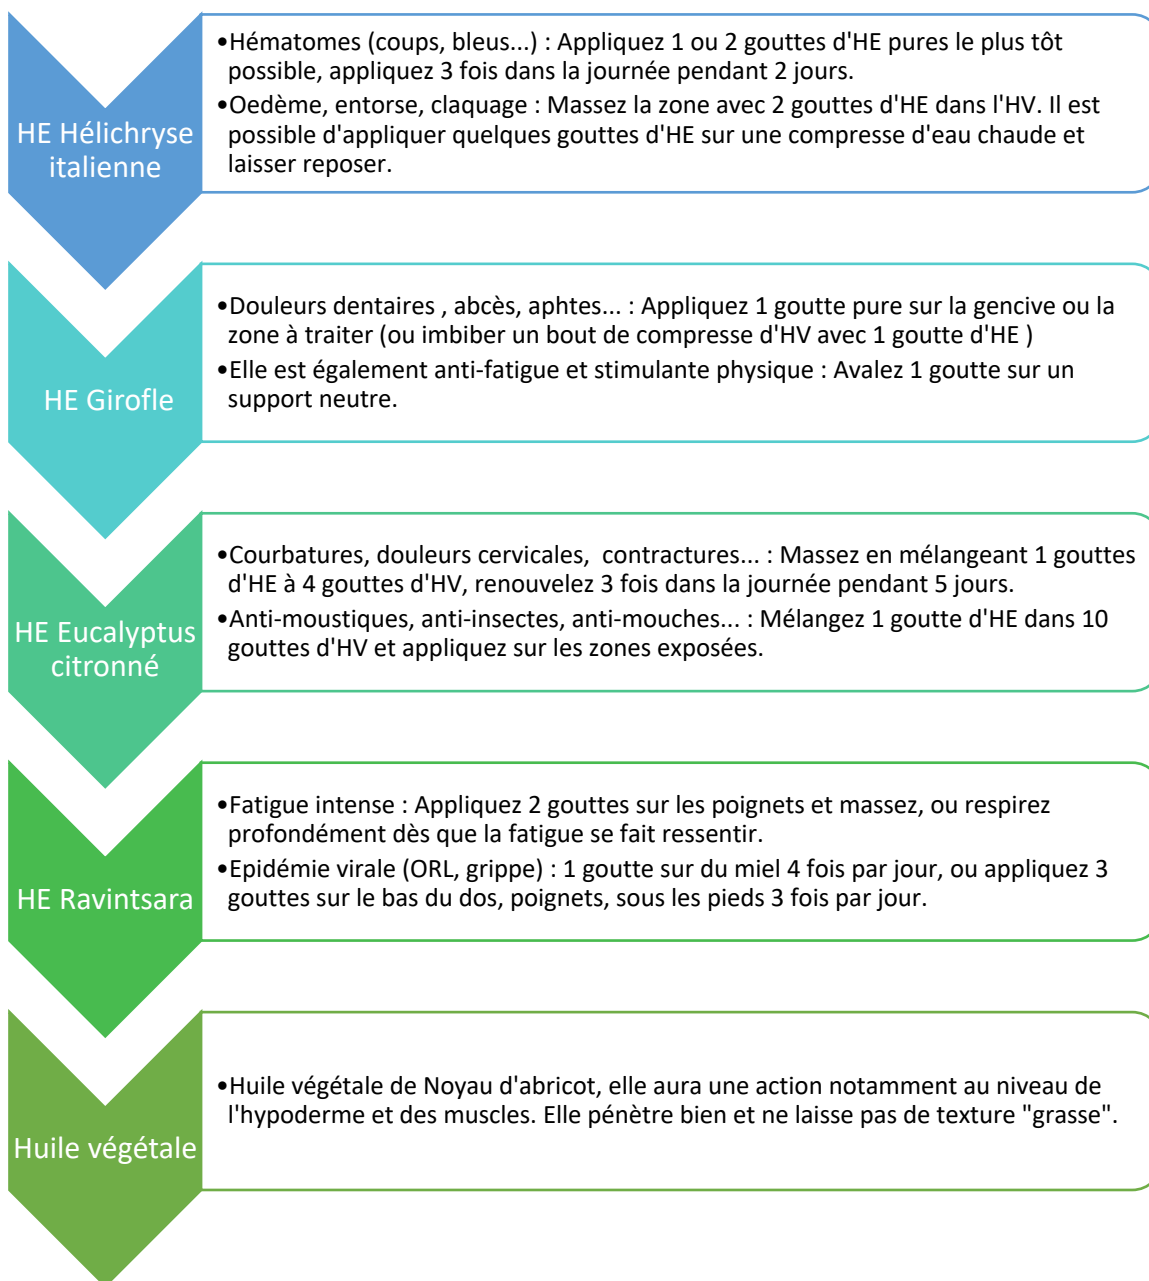 HE Hélichryse
italienne
•Hématomes (coups, bleus...) : Appliquez 1 ou 2 gouttes d'HE pures le plus tôt
possible, appliquez 3 fois dans la journée pendant 2 jours.
•Oedème, entorse, claquage : Massez la zone avec 2 gouttes d'HE dans l'HV. Il est
possible d'appliquer quelques gouttes d'HE sur une compresse d'eau chaude et
laisser reposer.
HE Girofle
•Douleurs dentaires , abcès, aphtes... : Appliquez 1 goutte pure sur la gencive ou la
zone à traiter (ou imbiber un bout de compresse d'HV avec 1 goutte d'HE )
•Elle est également anti-fatigue et stimulante physique : Avalez 1 goutte sur un
support neutre.
HE Eucalyptus
citronné
•Courbatures, douleurs cervicales,  contractures... : Massez en mélangeant 1 gouttes
d'HE à 4 gouttes d'HV, renouvelez 3 fois dans la journée pendant 5 jours.
•Anti-moustiques, anti-insectes, anti-mouches... : Mélangez 1 goutte d'HE dans 10
gouttes d'HV et appliquez sur les zones exposées.
HE Ravintsara
•Fatigue intense : Appliquez 2 gouttes sur les poignets et massez, ou respirez
profondément dès que la fatigue se fait ressentir.
•Epidémie virale (ORL, grippe) : 1 goutte sur du miel 4 fois par jour, ou appliquez 3
gouttes sur le bas du dos, poignets, sous les pieds 3 fois par jour.
Huile végétale
•Huile végétale de Noyau d'abricot, elle aura une action notamment au niveau de
l'hypoderme et des muscles. Elle pénètre bien et ne laisse pas de texture "grasse".